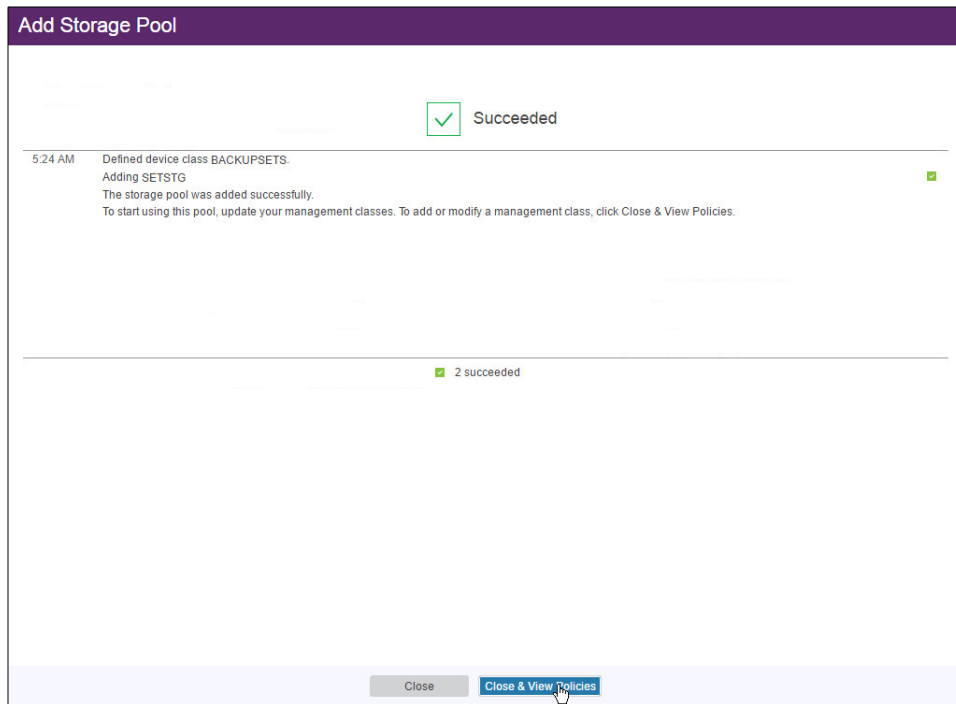 Add Storage Pool
Succeeded
5:24 AM Defined device class BACKUPSETS.
Adding SETSTG
The storage pool was added successfully.
To start using this pool, update your management classes. To add or modify a management class, click Close & View Policies.
2 succeeded
Close Close & View Policies